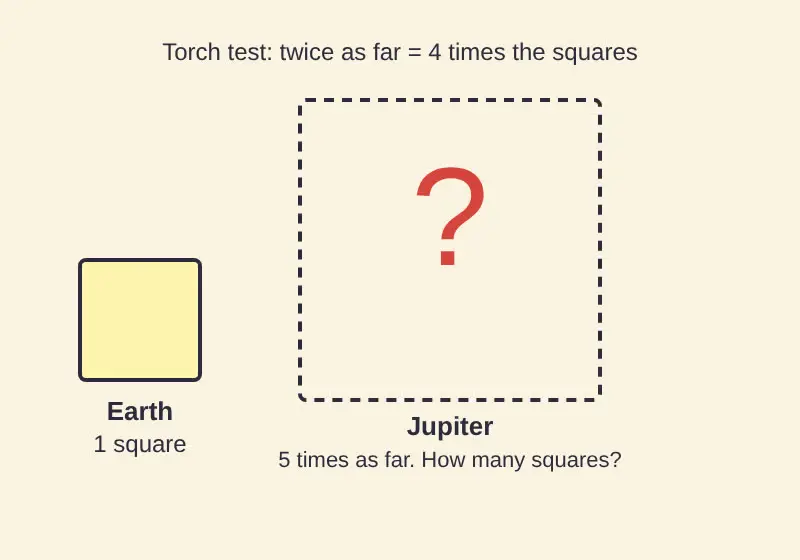 Torch test: twice as far = 4 times the squares
?
Earth
1 square
Jupiter
5 times as far. How many squares?